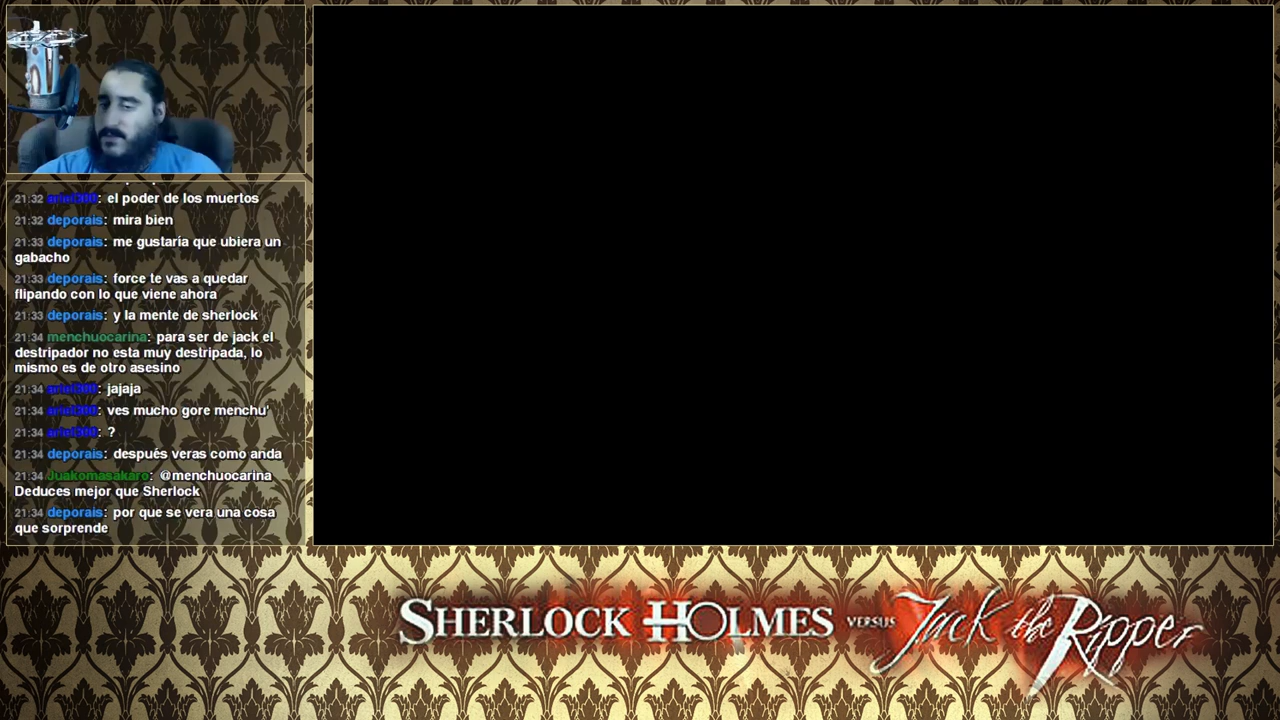 21:32 : el poder de los muertos
21:32 deporais: mira bien
21:33 deporais: me gustaría que ubiera un
gabacho
21:33 deporais: force te vas a quedar
flipando con lo que viene ahora
21:33 deporais: y la mente de sherlock
21:34 menchuocarina: para ser de jack el
destripador no esta muy destripada, lo
mismo es de otro asesino
21:34 : jajaja
21:34 : ves mucho gore menchu'
21:34 : ?
21:34 deporais: después veras como anda
21:34 Juakomasakare: @menchuocarina
Deduces mejor que Sherlock
21:34 deporais: por que se vera una cosa
que sorprende
SHERLOCK HOLMES VERSUS Jack the Ripper